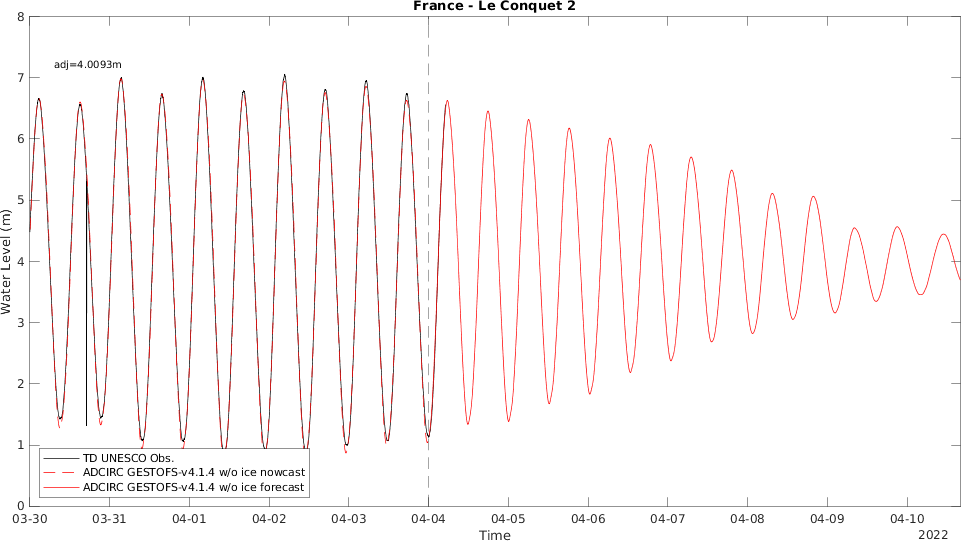 France - Le Conquet 2
8
adj=4.0093m
7
6
5
4
3
2
1
0
Water Level (m)
TD UNESCO Obs.
ADCIRC GESTOFS-v4.1.4 w/o ice nowcast
ADCIRC GESTOFS-v4.1.4 w/o ice forecast
03-30 03-31 04-01 04-02 04-03 04-04 04-05 04-06 04-07 04-08 04-09 04-10
Time
2022